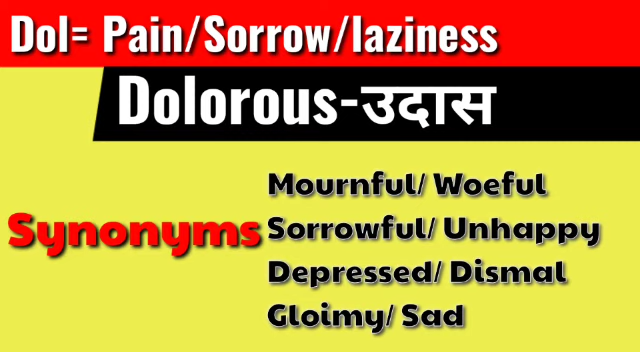 Dol= Pain/Sorrow/laziness
Dolorous-उदास
Mournful/ Woeful
Synonyms Sorrowful/ Unhappy
Depressed/ Dismal
Gloimy/ Sad